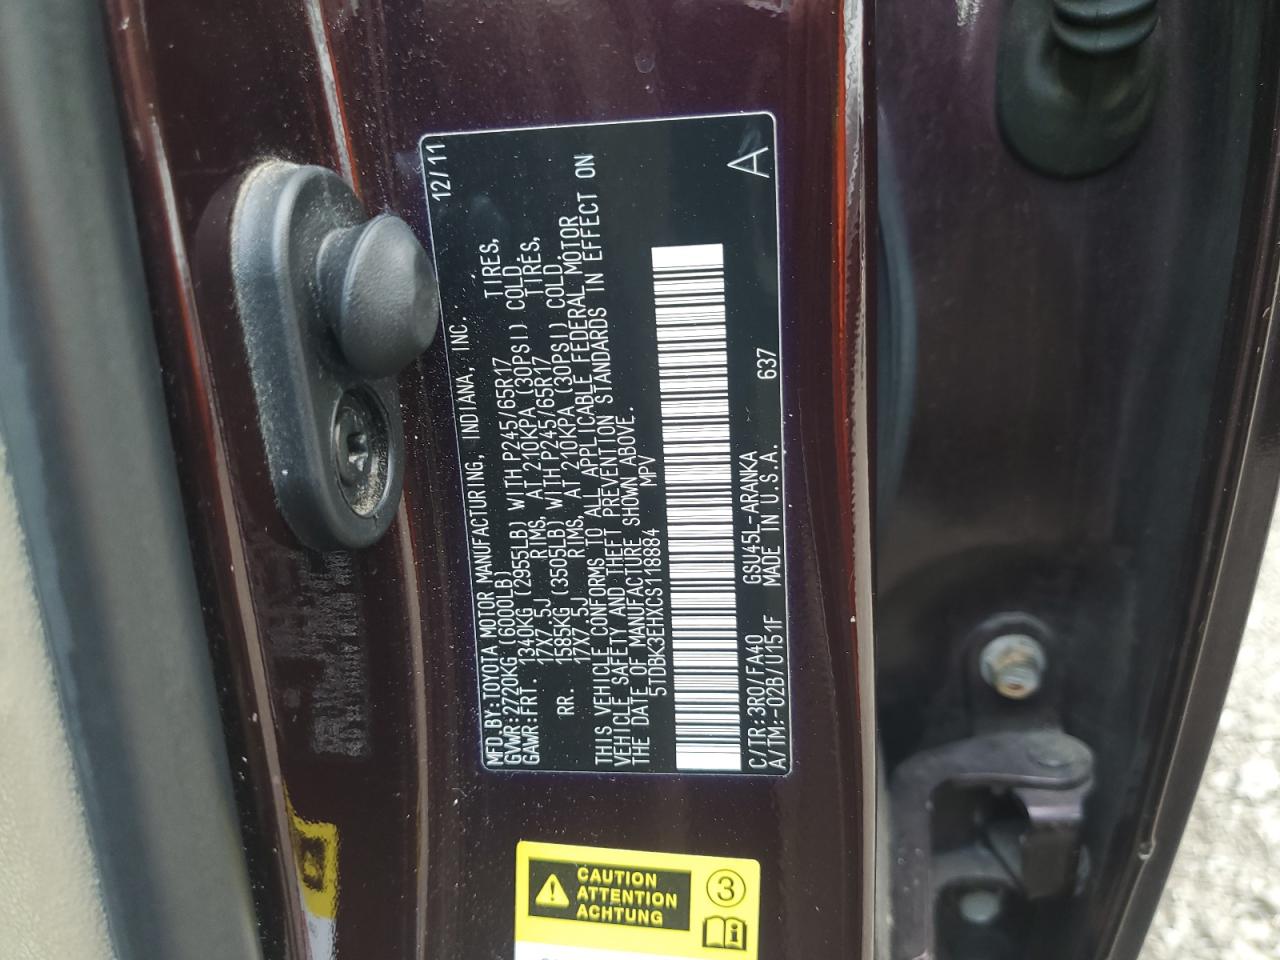 MFD.BY:TOYOTA MOTOR MANUFACTURING, INDIANA, INC. 12/11
GVWR:2720KG(6000LB)
GAWR:FRT. 1340KG (2955LB) WITH P245/65R17 TIRES,
17X7.5J RIMS, AT 210KPA (30PSI) COLD
RR. 1585KG (3505LB) WITH P245/65R17 TIRES,
17X7.5J RIMS, AT 210KPA (30PSI) COLD
THIS VEHICLE CONFORMS TO ALL APPLICABLE FEDERAL MOTOR
VEHICLE SAFETY AND THEFT PREVENTION STANDARDS IN EFFECT ON
THE DATE OF MANUFACTURE SHOWN ABOVE.
5TDBK3EHXCS118884 MPV
C/TR:3R0/FA40 GSU45L-ARANKA 637 A
A/TM:-02B/U151F MADE IN U.S.A.
CAUTION
ATTENTION
ACHTUNG
3